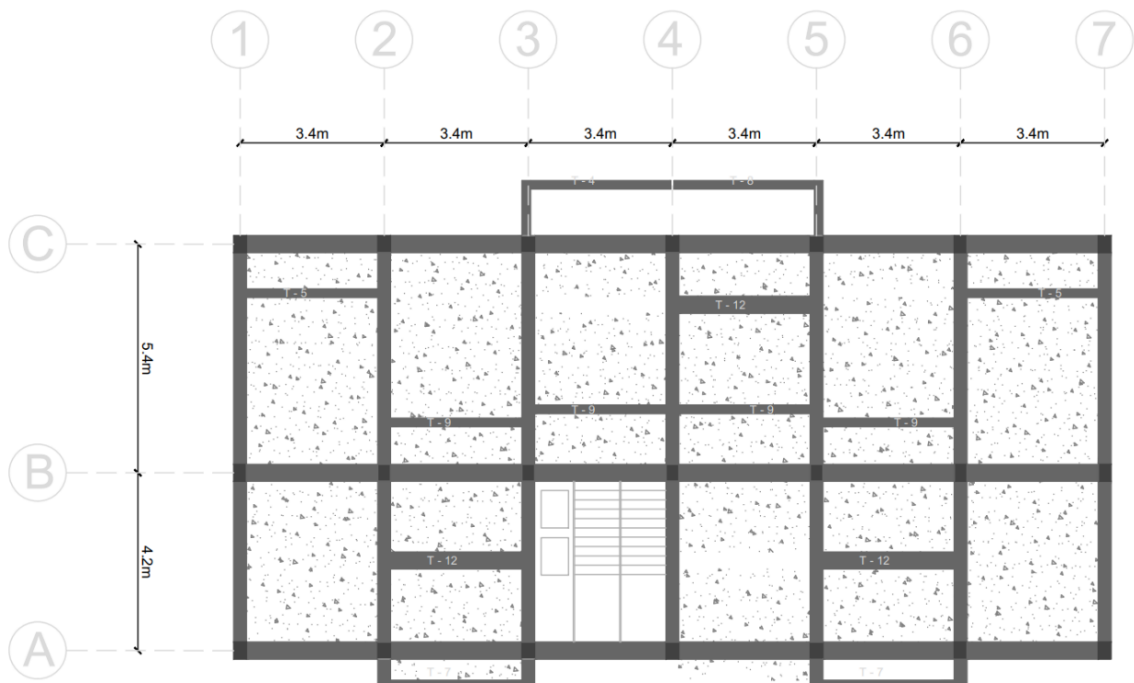 1 2 3 4 5 6 7
3.4m 3.4m 3.4m 3.4m 3.4m 3.4m
T - 4 T - 6
C
T - 5 T - 5
T - 12
5.4m
T - 9 T - 9
T - 9 T - 9
B
T - 12 T - 12
4.2m
A
T - 7 T - 7